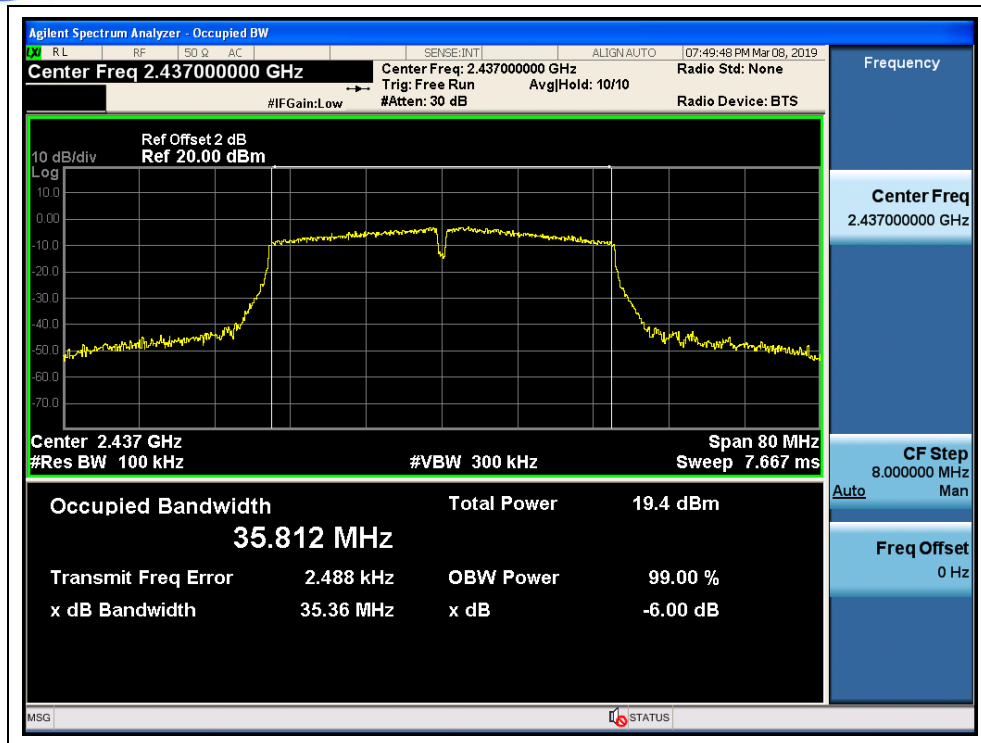 Agilent Spectrum Analyzer - Occupied BW
LXI RL RF 50 Ω AC SENSE:INT ALIGN AUTO 07:49:48 PM Mar 08, 2019
Center Freq 2.437000000 GHz
Center Freq: 2.437000000 GHz
Radio Std: None
Trig: Free Run Avg|Hold: 10/10
#IFGain:Low
#Atten: 30 dB
Radio Device: BTS
Ref Offset 2 dB
10 dB/div Ref 20.00 dBm
Log
10.0
0.00
-10.0
-20.0
-30.0
-40.0
-50.0
-60.0
-70.0
Center 2.437 GHz Span 80 MHz
#Res BW 100 kHz #VBW 300 kHz Sweep 7.667 ms
Occupied Bandwidth Total Power 19.4 dBm
35.812 MHz
Transmit Freq Error 2.488 kHz OBW Power 99.00 %
x dB Bandwidth 35.36 MHz x dB -6.00 dB
Frequency
Center Freq
2.437000000 GHz
CF Step
8.000000 MHz
Auto Man
Freq Offset
0 Hz
MSG STATUS